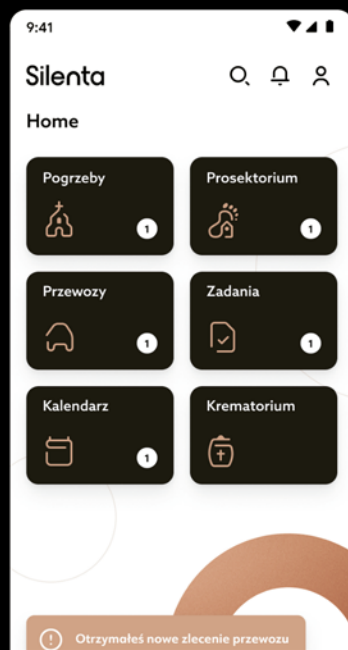 9:41
Silenta
Home
Pogrzeby
1
Prosektorium
1
Przewozy
1
Zadania
1
Kalendarz
1
Krematorium
Otrzymałeś nowe zlecenie przewozu